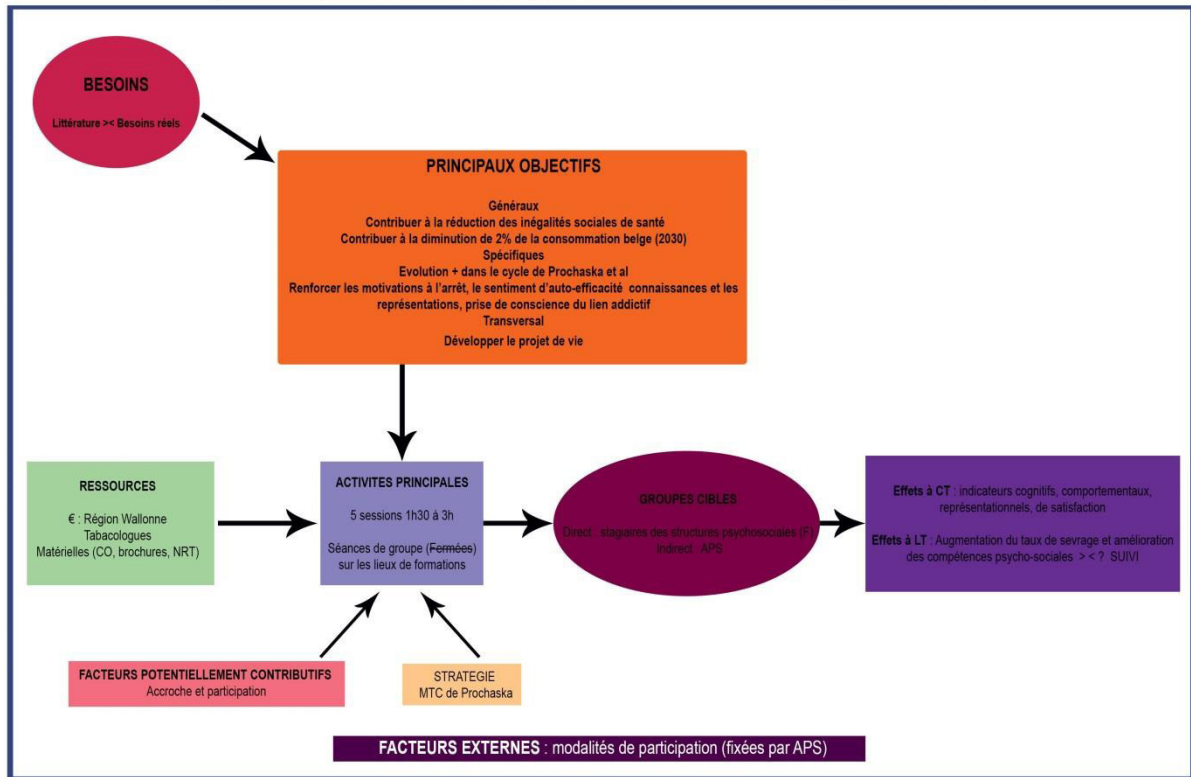 BESOINS
Littérature >< Besoins réels
PRINCIPAUX OBJECTIFS
Généraux
Contribuer à la réduction des inégalités sociales de santé
Contribuer à la diminution de 2% de la consommation belge (2030)
Spécifiques
Evolution + dans le cycle de Prochaska et al
Renforcer les motivations à l'arrêt, le sentiment d'auto-efficacité connaissances et les
représentations, prise de conscience du lien addictif
Transversal
Développer le projet de vie
RESSOURCES
€ : Région Wallonne
Tabacologues
Matérielles (CO, brochures, NRT)
ACTIVITES PRINCIPALES
5 sessions 1h30 à 3h
Séances de groupe (Fermées)
sur les lieux de formations
GROUPES CIBLES
Direct : stagiaires des structures psychosociales (F)
Indirect : APS
Effets à CT : indicateurs cognitifs, comportementaux,
représentationnels, de satisfaction
Effets à LT : Augmentation du taux de sevrage et amélioration
des compétences psycho-sociales > < ? SUIVI
FACTEURS POTENTIELLEMENT CONTRIBUTIFS
Accroche et participation
STRATEGIE
MTC de Prochaska
FACTEURS EXTERNES : modalités de participation (fixées par APS)